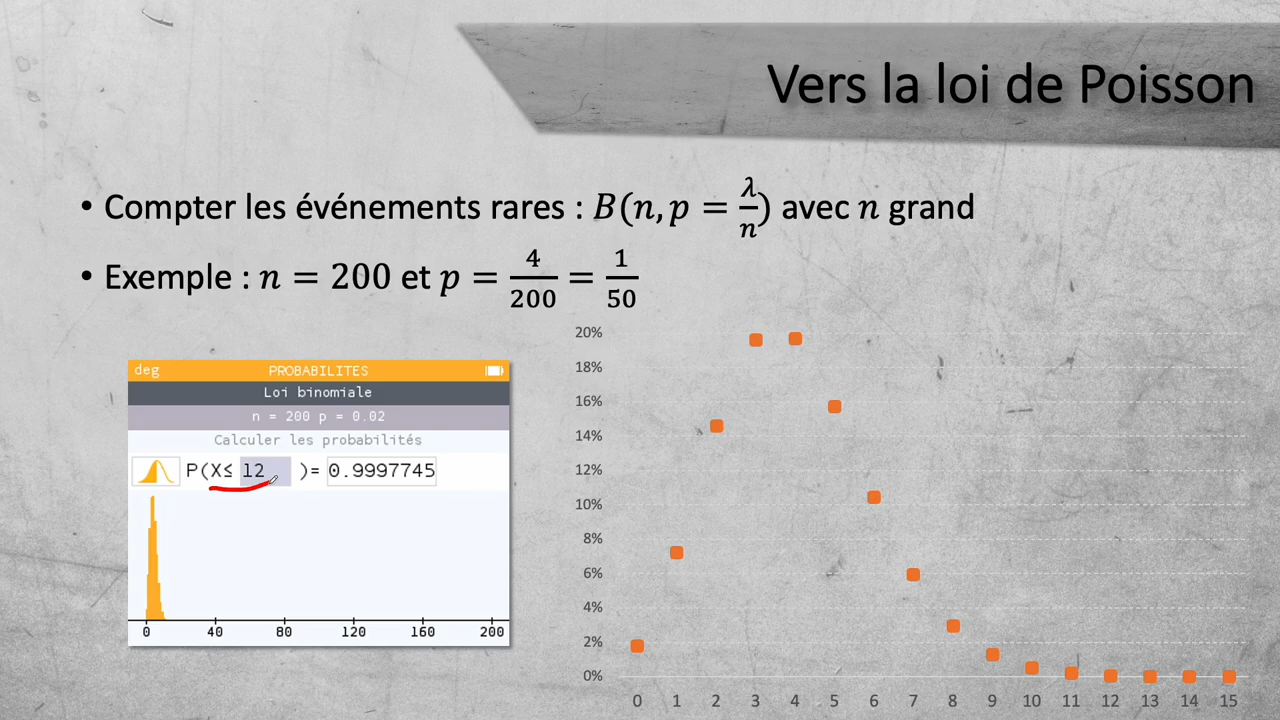 Vers la loi de Poisson
• Compter les événements rares : B(n, p = λ/n) avec n grand
• Exemple : n = 200 et p = 4/200 = 1/50
deg PROBABILITES
Loi binomiale
n = 200 p = 0.02
Calculer les probabilités
P(X≤ 12 )= 0.9997745
0 40 80 120 160 200
20%
18%
16%
14%
12%
10%
8%
6%
4%
2%
0%
0 1 2 3 4 5 6 7 8 9 10 11 12 13 14 15